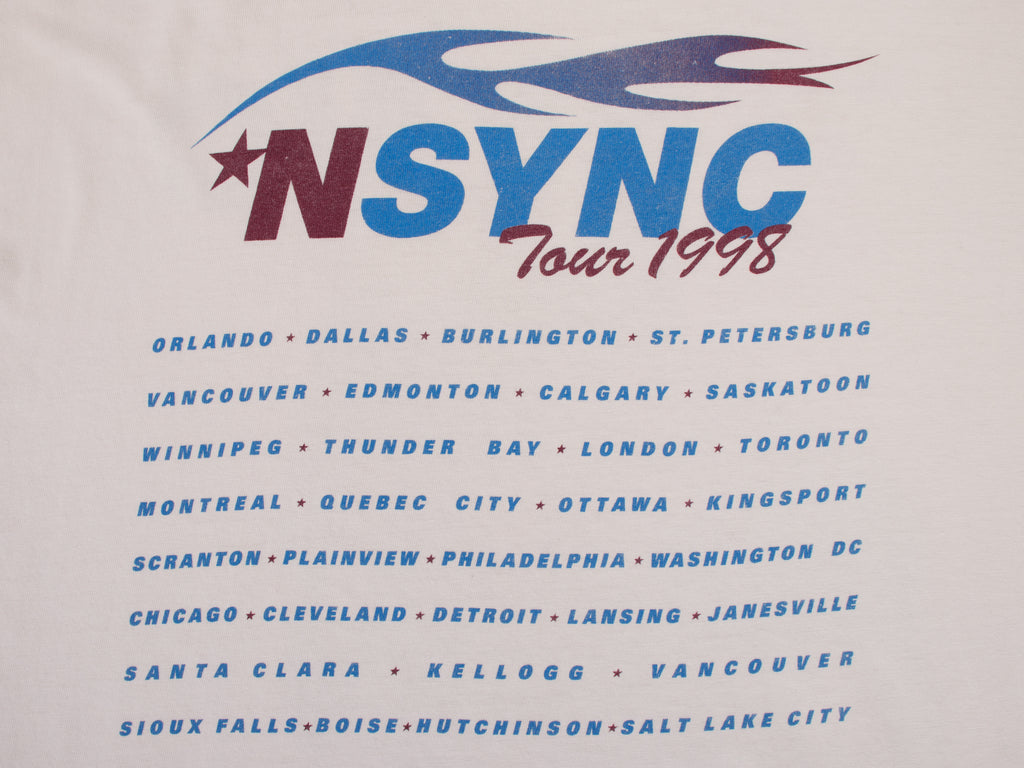 *NSYNC
Tour 1998
ORLANDO ★ DALLAS ★ BURLINGTON ★ ST. PETERSBURG
VANCOUVER ★ EDMONTON ★ CALGARY ★ SASKATOON
WINNIPEG ★ THUNDER BAY ★ LONDON ★ TORONTO
MONTREAL ★ QUEBEC CITY ★ OTTAWA ★ KINGSPORT
SCRANTON ★ PLAINVIEW ★ PHILADELPHIA ★ WASHINGTON DC
CHICAGO ★ CLEVELAND ★ DETROIT ★ LANSING ★ JANESVILLE
SANTA CLARA ★ KELLOGG ★ VANCOUVER
SIOUX FALLS ★ BOISE ★ HUTCHINSON ★ SALT LAKE CITY